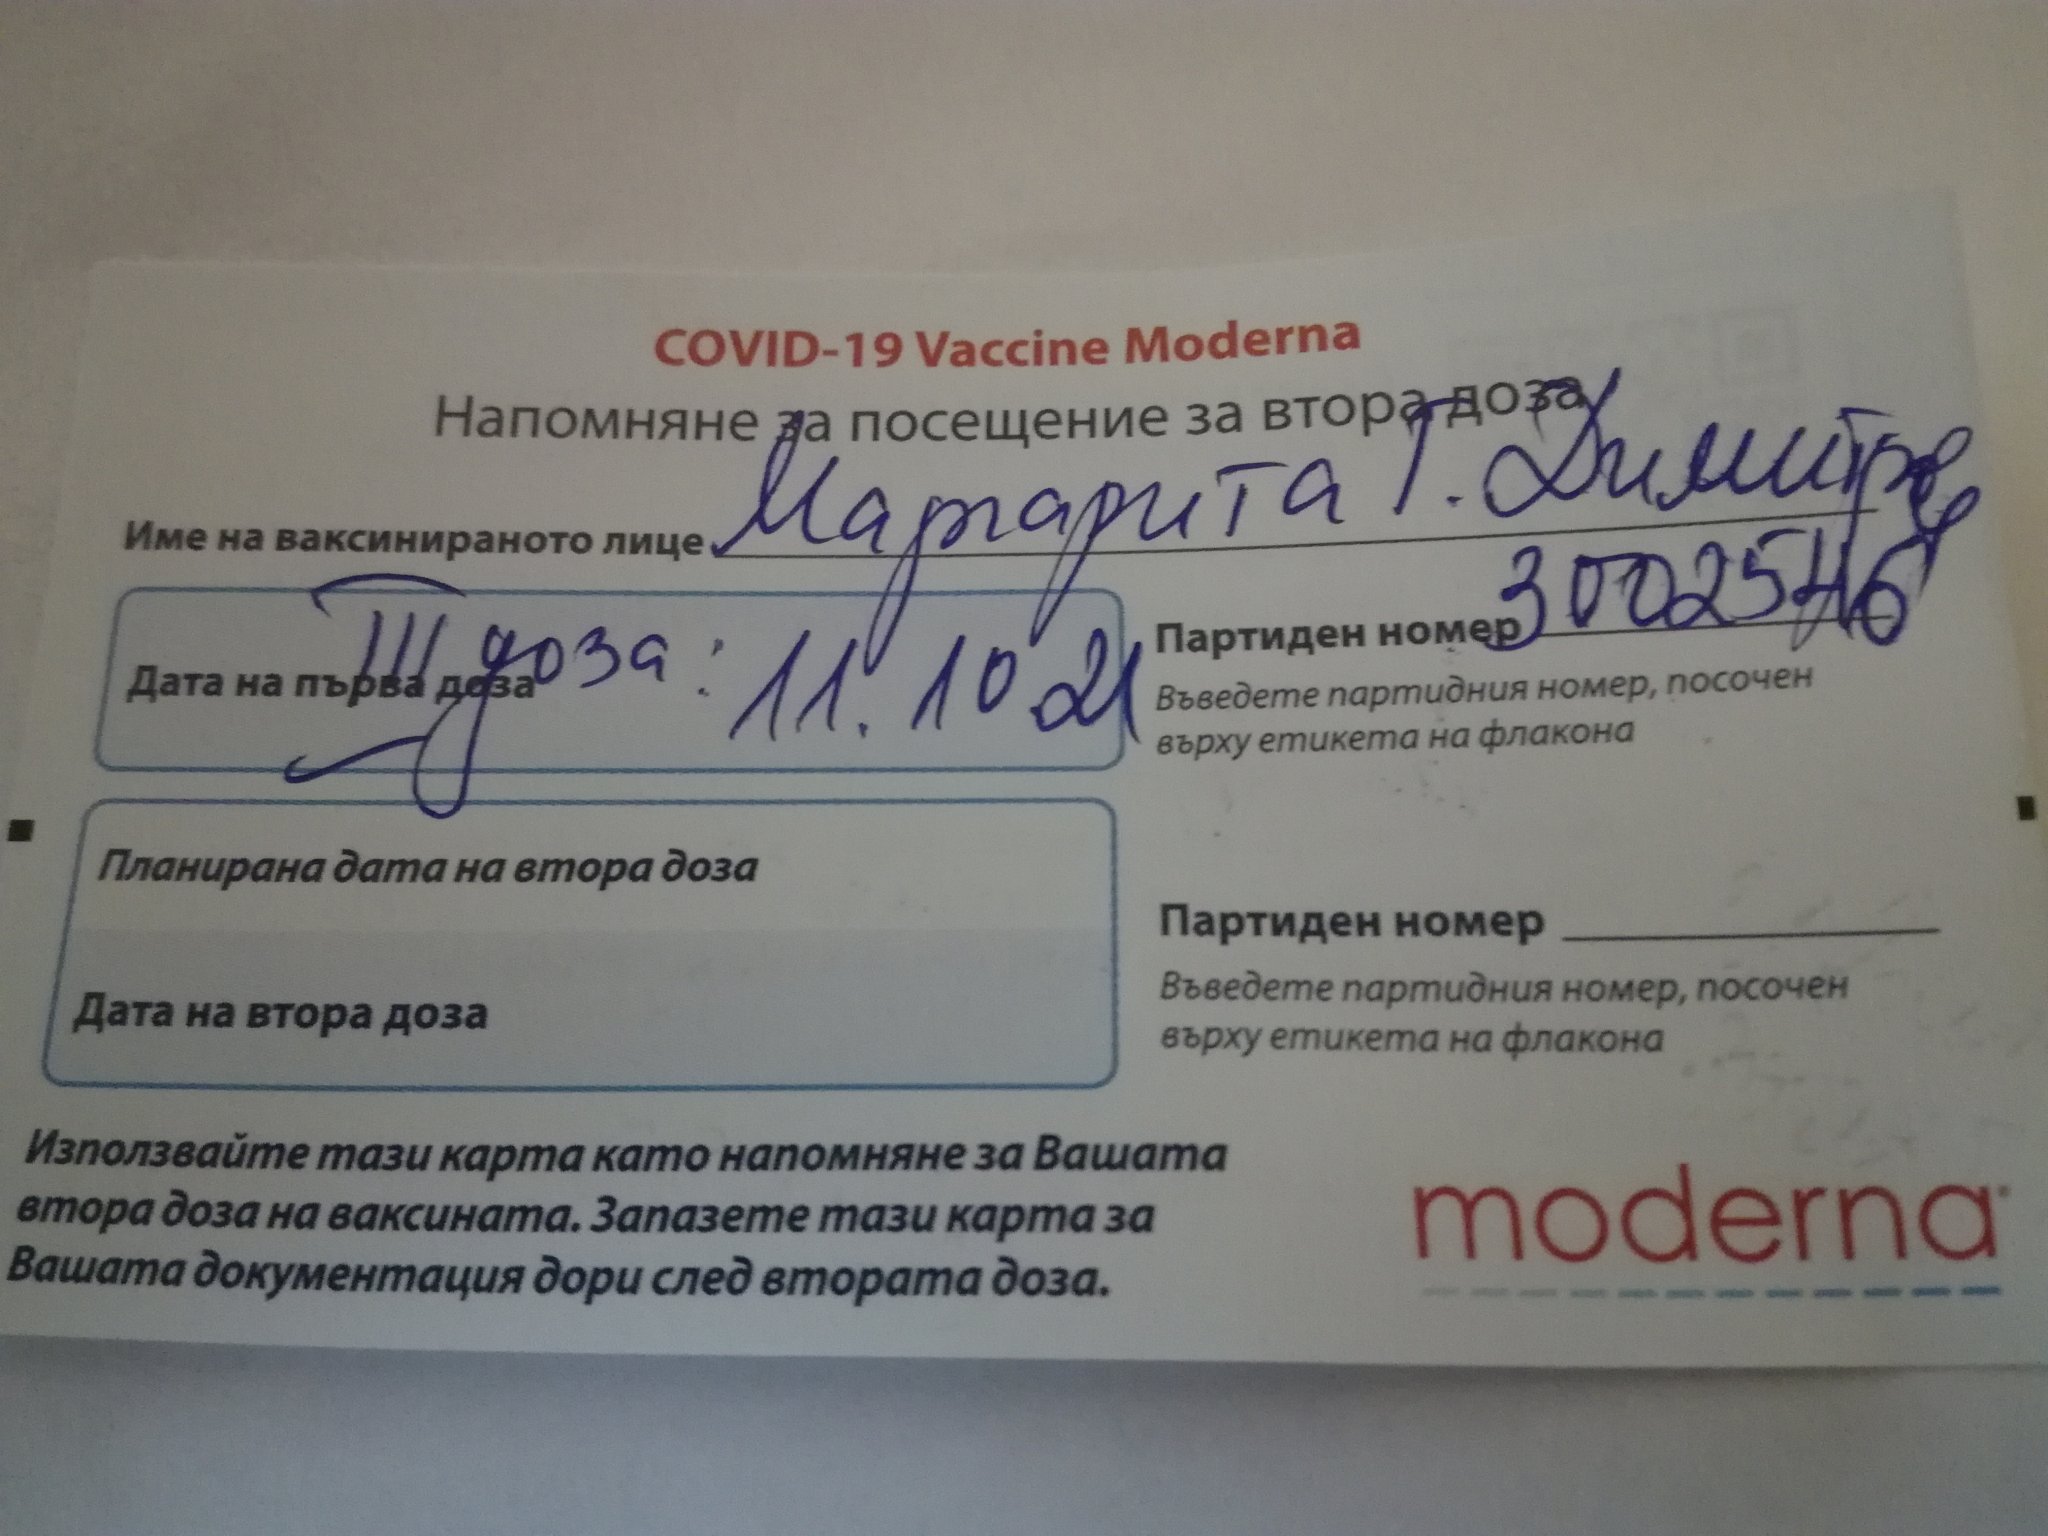 COVID-19 Vaccine Moderna
Напомняне за посещение за втора доза
Име на ваксинираното лице Маргарита Г.
III доза: 11.10.21
Дата на първа доза
Партиден номер 3002546
Въведете партидния номер, посочен
върху етикета на флакона
Планирана дата на втора доза
Дата на втора доза
Партиден номер
Въведете партидния номер, посочен
върху етикета на флакона
Използвайте тази карта като напомняне за Вашата
втора доза на ваксината. Запазете тази карта за
Вашата документация дори след втората доза.
moderna